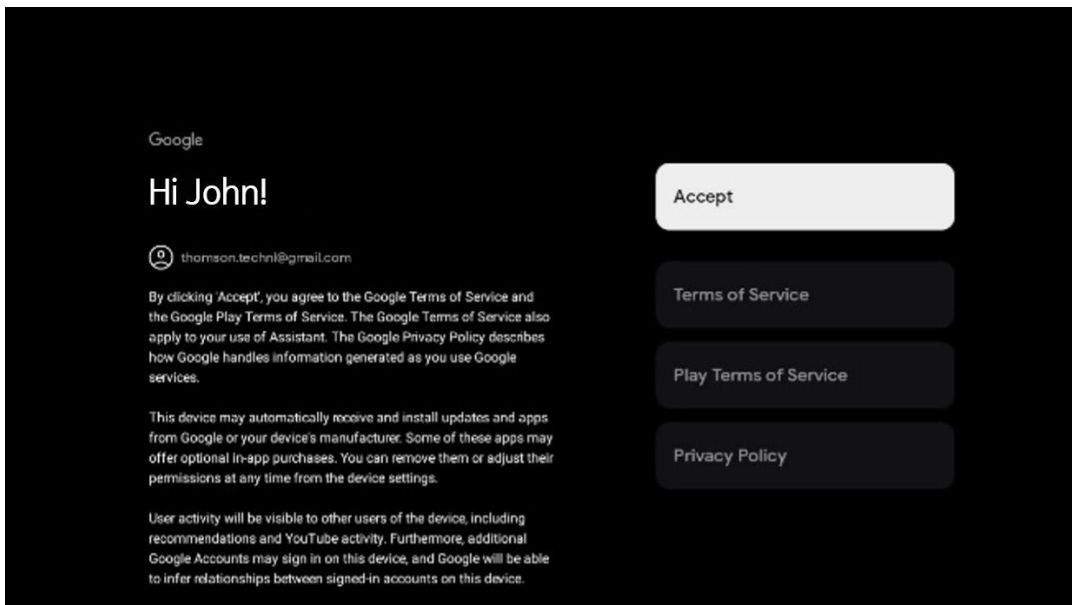 Google
Hi John!
thomson.technl@gmail.com
By clicking 'Accept', you agree to the Google Terms of Service and
the Google Play Terms of Service. The Google Terms of Service also
apply to your use of Assistant. The Google Privacy Policy describes
how Google handles information generated as you use Google
services.
This device may automatically receive and install updates and apps
from Google or your device's manufacturer. Some of these apps may
offer optional in-app purchases. You can remove them or adjust their
permissions at any time from the device settings.
User activity will be visible to other users of the device, including
recommendations and YouTube activity. Furthermore, additional
Google Accounts may sign in on this device, and Google will be able
to infer relationships between signed-in accounts on this device.
Accept
Terms of Service
Play Terms of Service
Privacy Policy